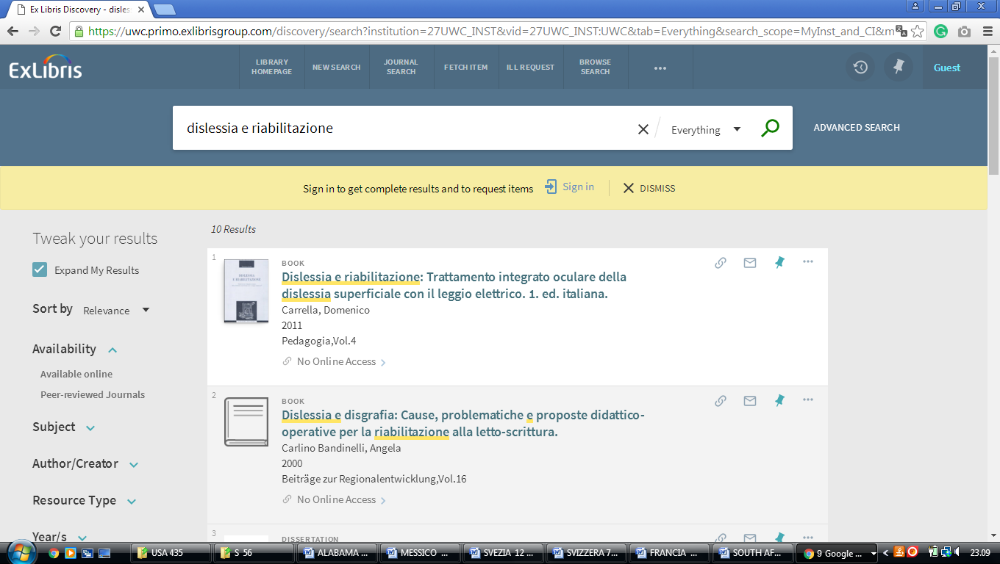 Ex Libris Discovery - disles
https://uwc.primo.exlibrisgroup.com/discovery/search?institution=27UWC_INST&vid=27UWC_INST:UWC&tab=Everything&search_scope=MyInst_and_CI&m
ExLibris
LIBRARY HOMEPAGE
NEW SEARCH
JOURNAL SEARCH
FETCH ITEM
ILL REQUEST
BROWSE SEARCH
Guest
dislessia e riabilitazione
Everything
ADVANCED SEARCH
Sign in to get complete results and to request items
Sign in
DISMISS
Tweak your results
Expand My Results
Sort by Relevance
Availability
Available online
Peer-reviewed Journals
Subject
Author/Creator
Resource Type
Year/s
10 Results
1
DISLESSIA
E RIABILITAZIONE
BOOK
Dislessia e riabilitazione: Trattamento integrato oculare della
dislessia superficiale con il leggio elettrico. 1. ed. italiana.
Carrella, Domenico
2011
Pedagogia,Vol.4
No Online Access
2
BOOK
Dislessia e disgrafia: Cause, problematiche e proposte didattico-
operative per la riabilitazione alla letto-scrittura.
Carlino Bandinelli, Angela
2000
Beiträge zur Regionalentwicklung,Vol.16
No Online Access
3
DISSERTATION
USA 435
S 56
ALABAMA ...
MESSICO ...
SVEZIA 12 ...
SVIZZERA 7...
FRANCIA ...
SOUTH AF...
9 Google ...
23.09